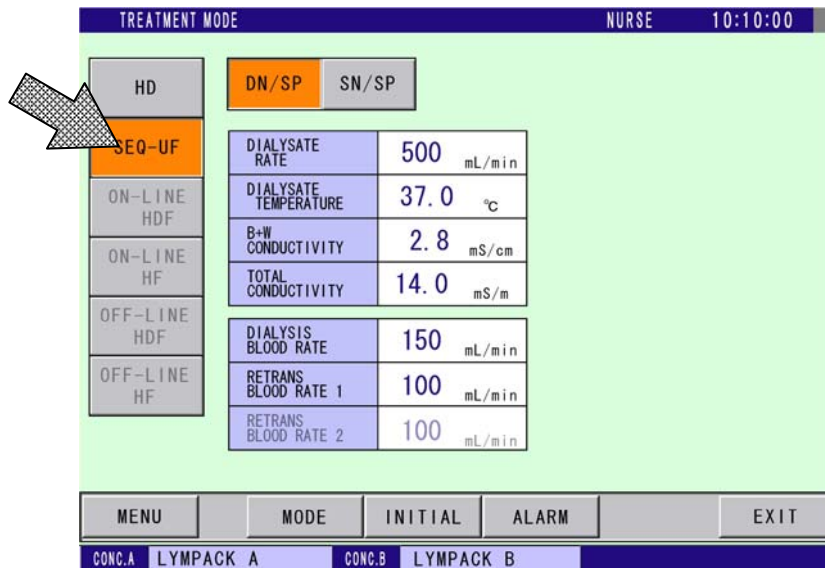 TREATMENT MODE NURSE 10:10:00
HD DN/SP SN/SP
SEQ-UF
ON-LINE
HDF
ON-LINE
HF
OFF-LINE
HDF
OFF-LINE
HF
DIALYSATE
RATE 500 mL/min
DIALYSATE
TEMPERATURE 37.0 ℃
B+W
CONDUCTIVITY 2.8 mS/cm
TOTAL
CONDUCTIVITY 14.0 mS/m
DIALYSIS
BLOOD RATE 150 mL/min
RETRANS
BLOOD RATE 1 100 mL/min
RETRANS
BLOOD RATE 2 100 mL/min
MENU MODE INITIAL ALARM EXIT
CONC.A LYMPACK A CONC.B LYMPACK B